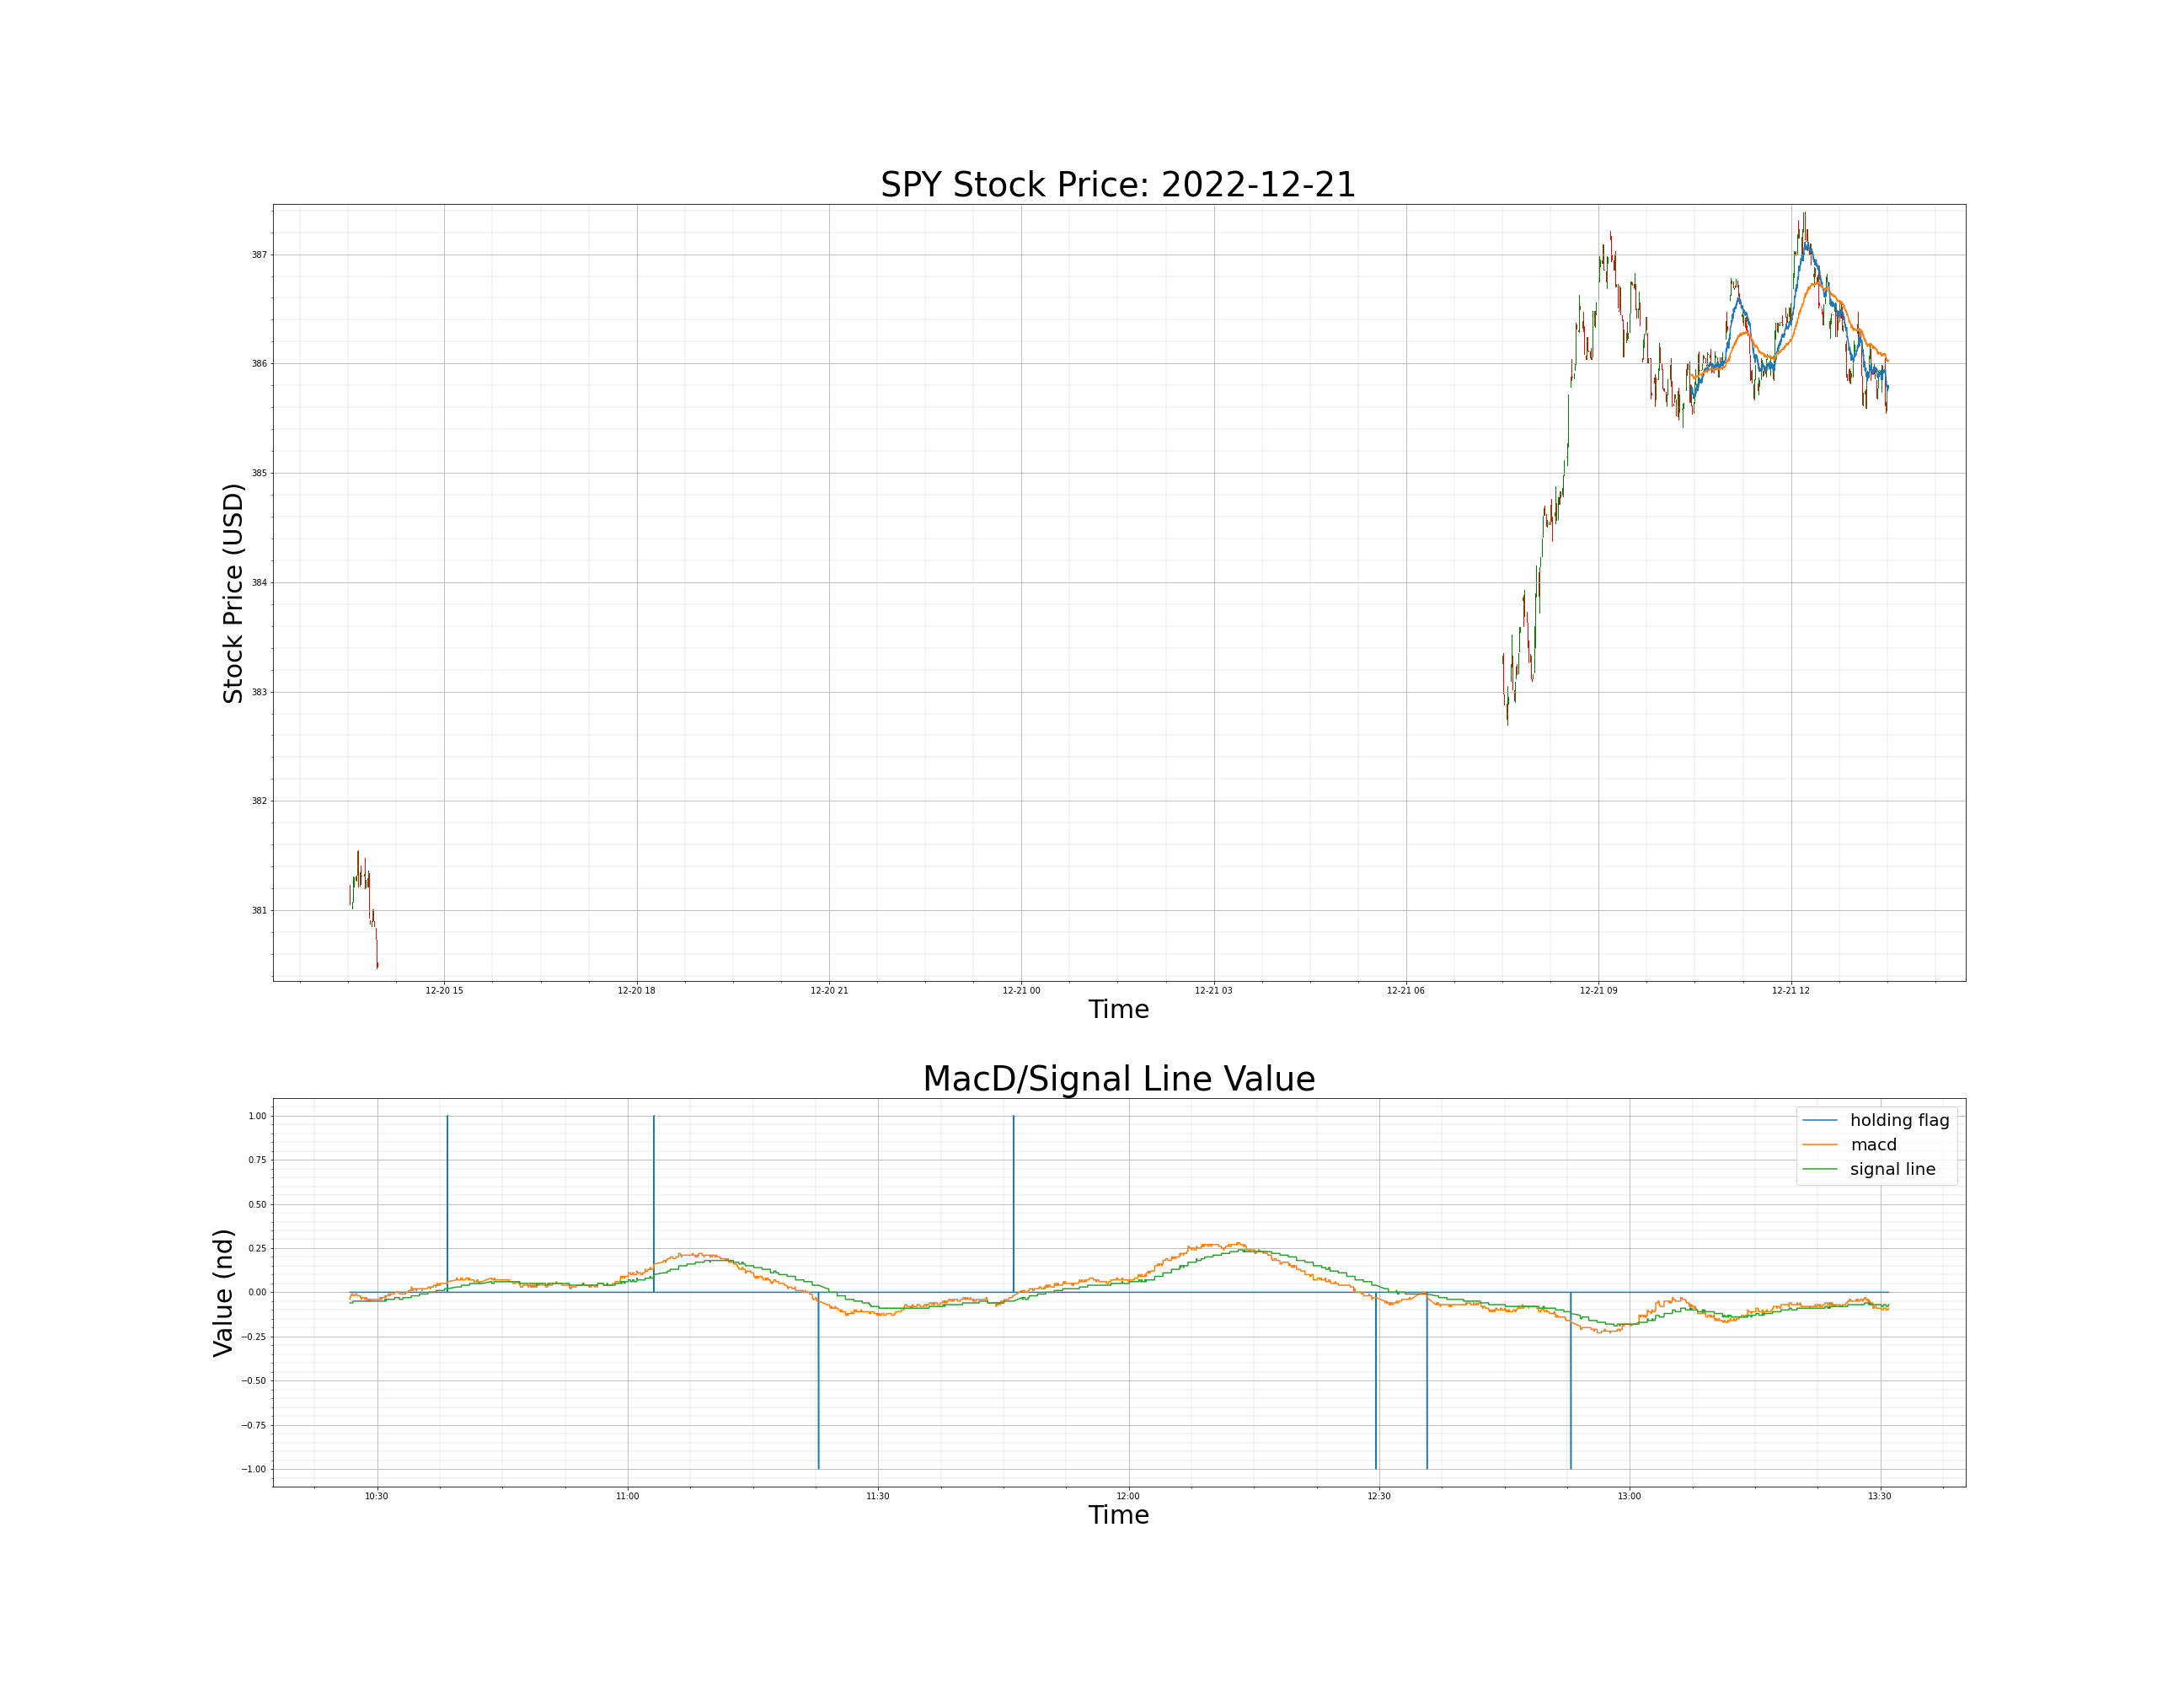 SPY Stock Price: 2022-12-21
387
386
385
384
383
382
381
Stock Price (USD)
12-20 15 12-20 18 12-20 21 12-21 00 12-21 03 12-21 06 12-21 09 12-21 12
Time
MacD/Signal Line Value
1.00
0.75
0.50
0.25
0.00
−0.25
−0.50
−0.75
−1.00
Value (nd)
holding flag
macd
signal line
10:30 11:00 11:30 12:00 12:30 13:00 13:30
Time